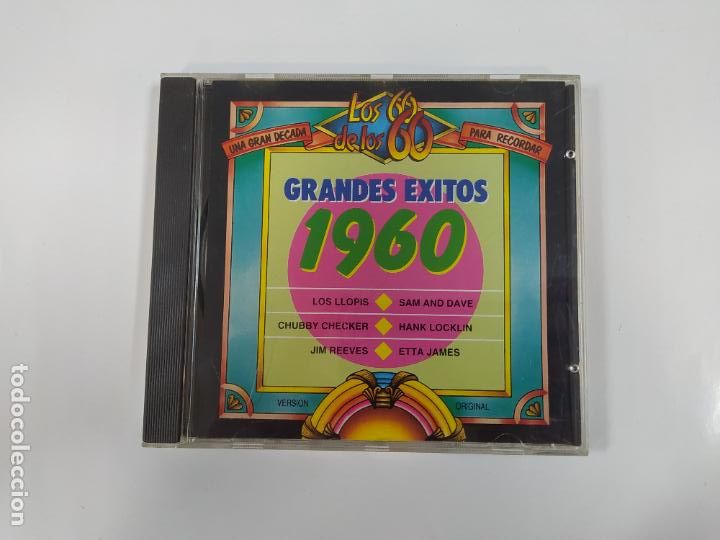 Los 60
de los 60
UNA GRAN DECADA
PARA RECORDAR
GRANDES EXITOS
1960
LOS LLOPIS
SAM AND DAVE
CHUBBY CHECKER
HANK LOCKLIN
JIM REEVES
ETTA JAMES
VERSION
ORIGINAL
todocoleccion.net